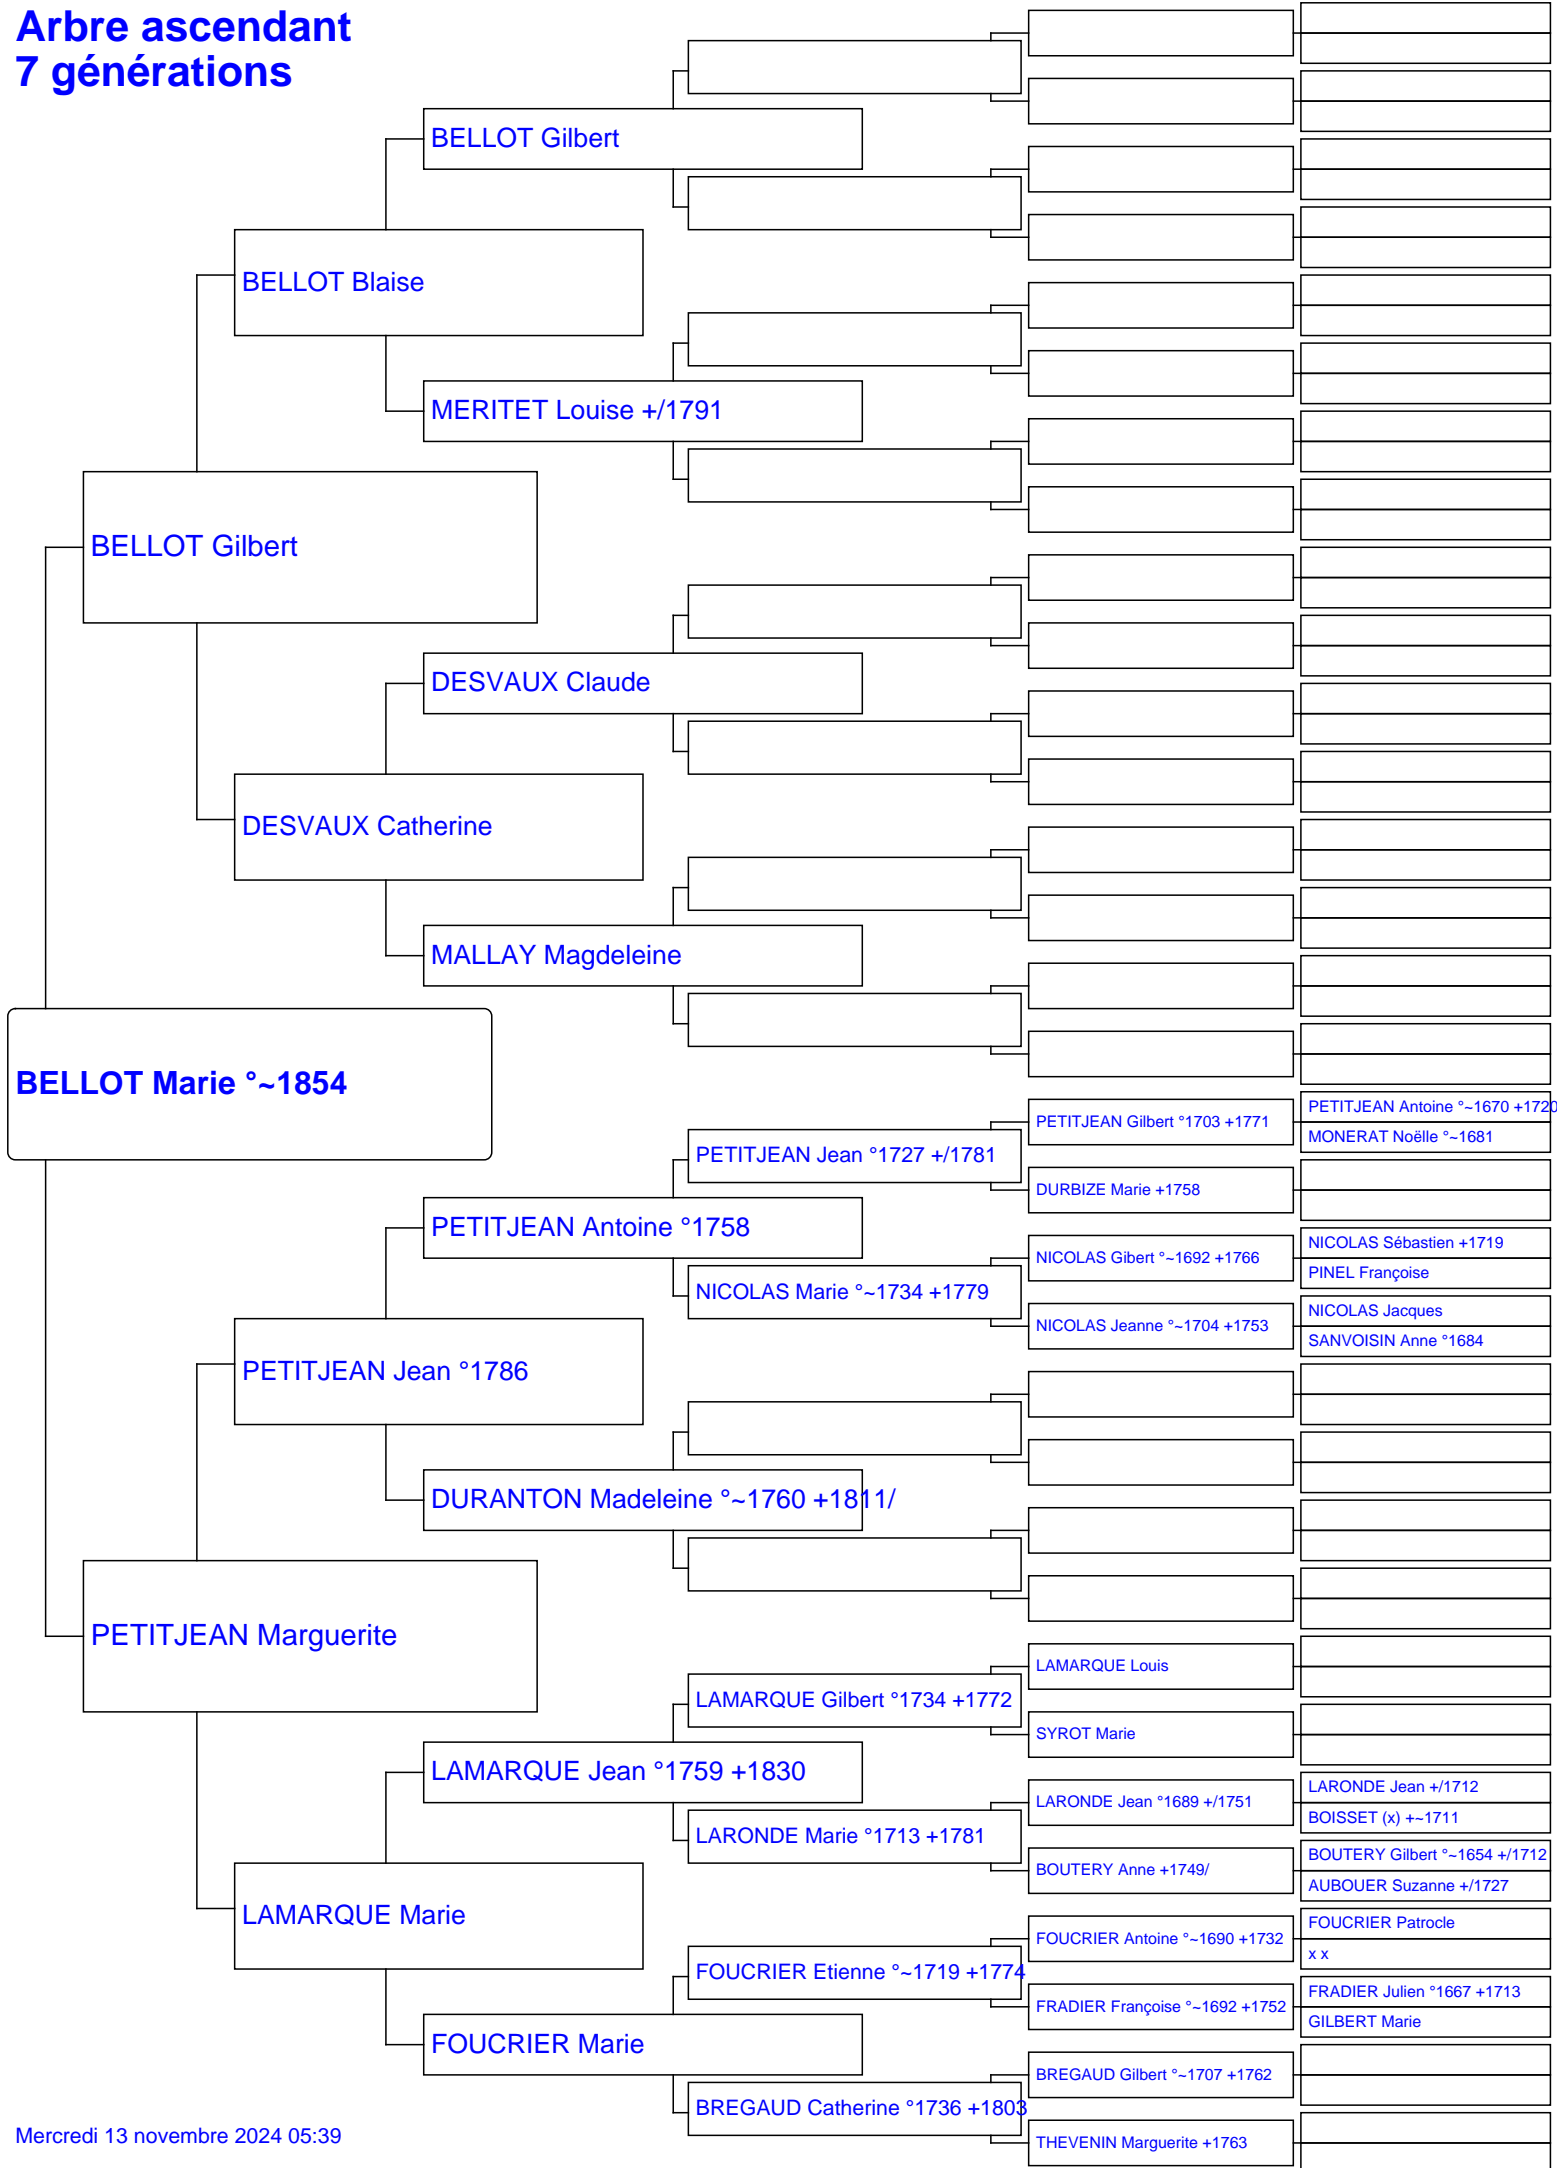 Arbre ascendant
7 générations
BELLOT Gilbert
BELLOT Blaise
MERITET Louise +/1791
BELLOT Gilbert
DESVAUX Claude
DESVAUX Catherine
MALLAY Magdeleine
BELLOT Marie °~1854
PETITJEAN Antoine °~1670 +1720
PETITJEAN Gilbert °1703 +1771
MONERAT Noëlle °~1681
PETITJEAN Jean °1727 +/1781
DURBIZE Marie +1758
PETITJEAN Antoine °1758
NICOLAS Sébastien +1719
NICOLAS Gibert °~1692 +1766
PINEL Françoise
NICOLAS Marie °~1734 +1779
NICOLAS Jacques
NICOLAS Jeanne °~1704 +1753
SANVOISIN Anne °1684
PETITJEAN Jean °1786
DURANTON Madeleine °~1760 +1811/
PETITJEAN Marguerite
LAMARQUE Louis
LAMARQUE Gilbert °1734 +1772
SYROT Marie
LAMARQUE Jean °1759 +1830
LARONDE Jean +/1712
LARONDE Jean °1689 +/1751
BOISSET (x) +~1711
LARONDE Marie °1713 +1781
BOUTERY Gilbert °~1654 +/1712
BOUTERY Anne +1749/
AUBOUER Suzanne +/1727
LAMARQUE Marie
FOUCRIER Patrocle
FOUCRIER Antoine °~1690 +1732
x x
FOUCRIER Etienne °~1719 +1774
FRADIER Julien °1667 +1713
FRADIER Françoise °~1692 +1752
GILBERT Marie
FOUCRIER Marie
BREGAUD Gilbert °~1707 +1762
BREGAUD Catherine °1736 +1803
THEVENIN Marguerite +1763
Mercredi 13 novembre 2024 05:39